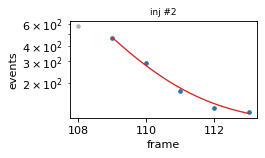 inj #2
6 × 10²
4 × 10²
3 × 10²
2 × 10²
events
108 110 112
frame